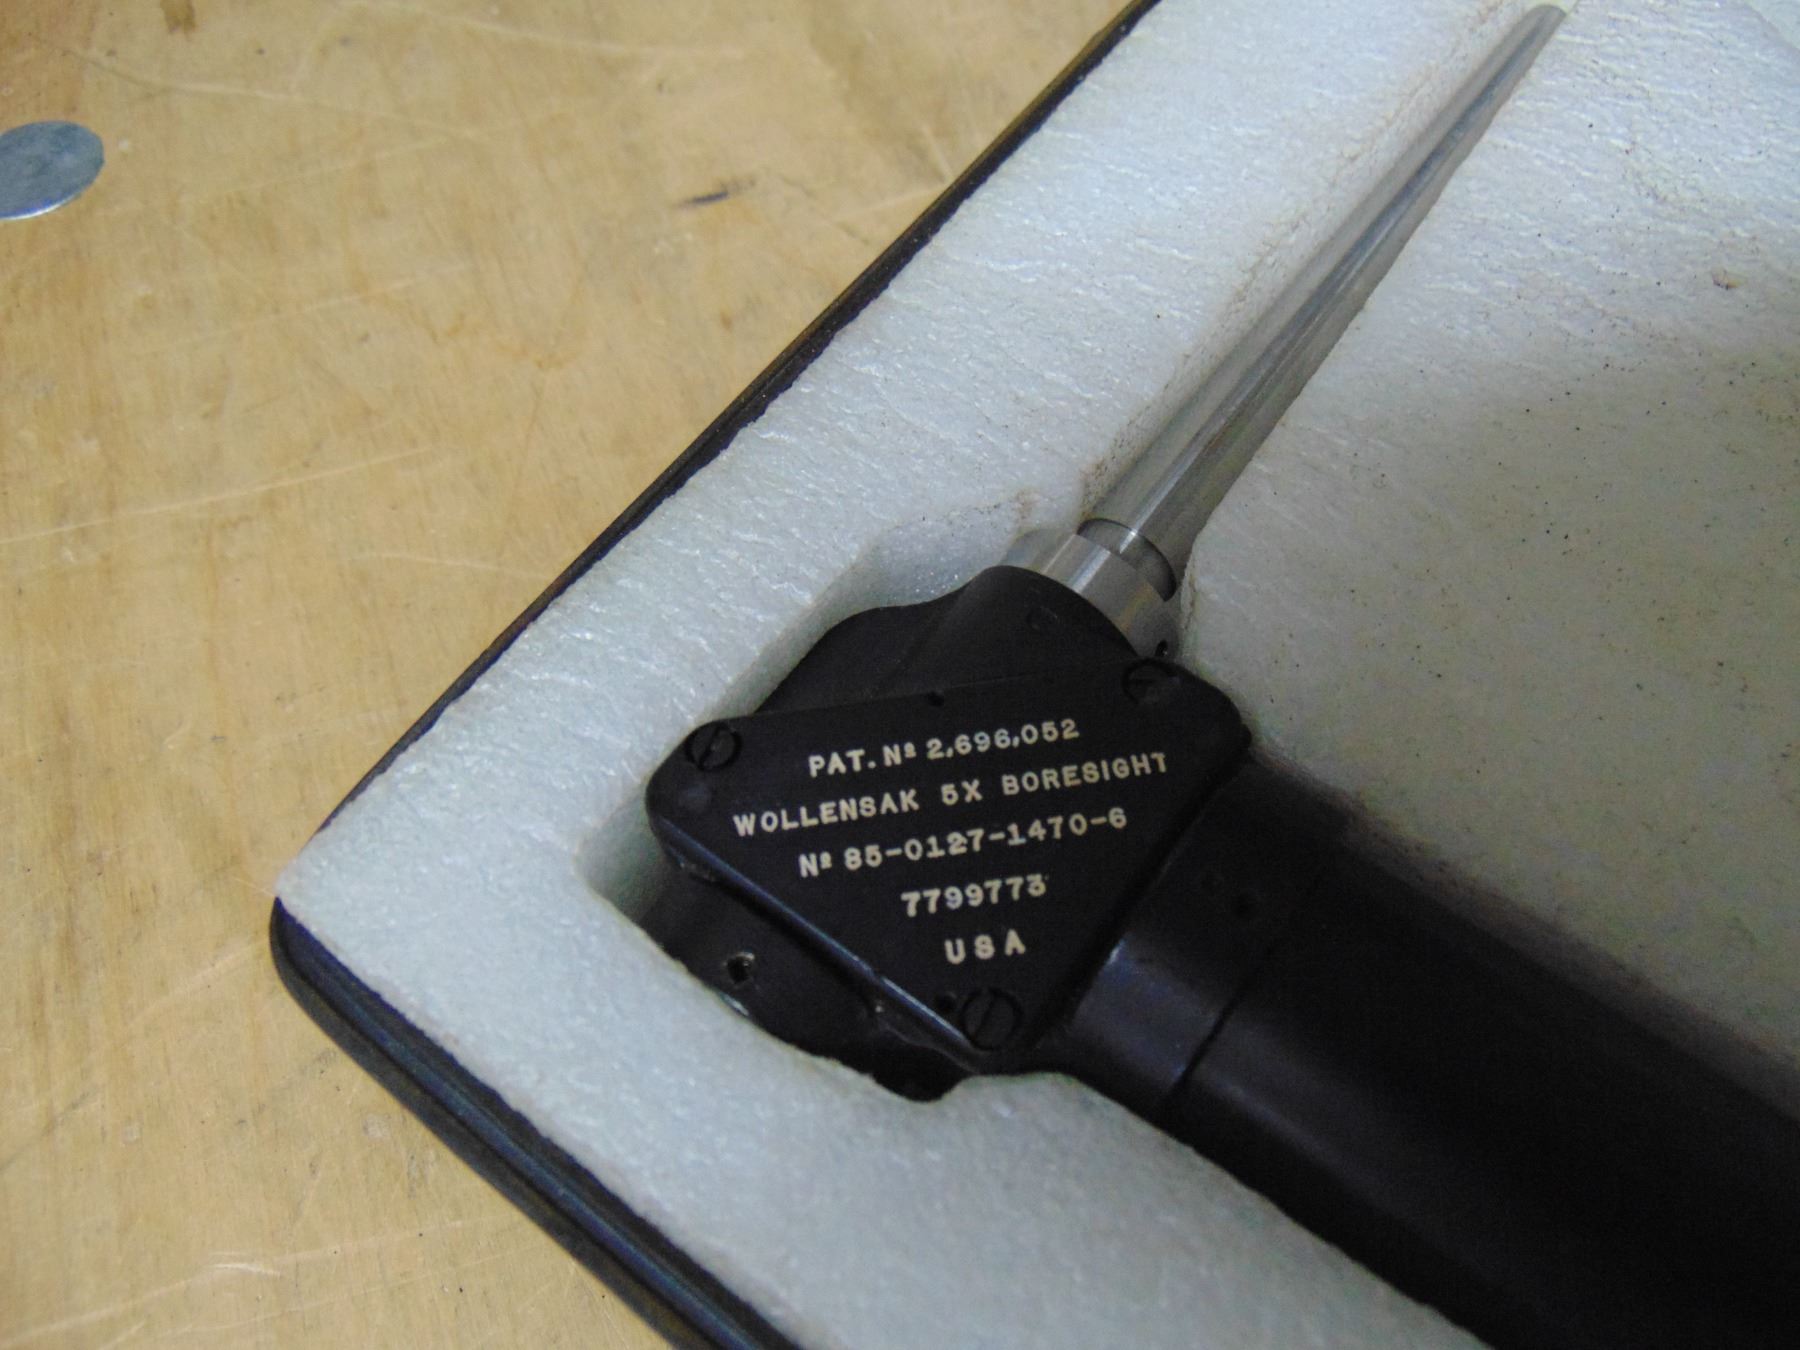 PAT. Nº 2,696,052
WOLLENSAK 5X BORESIGHT
Nº 85-0127-1470-6
7799773
USA